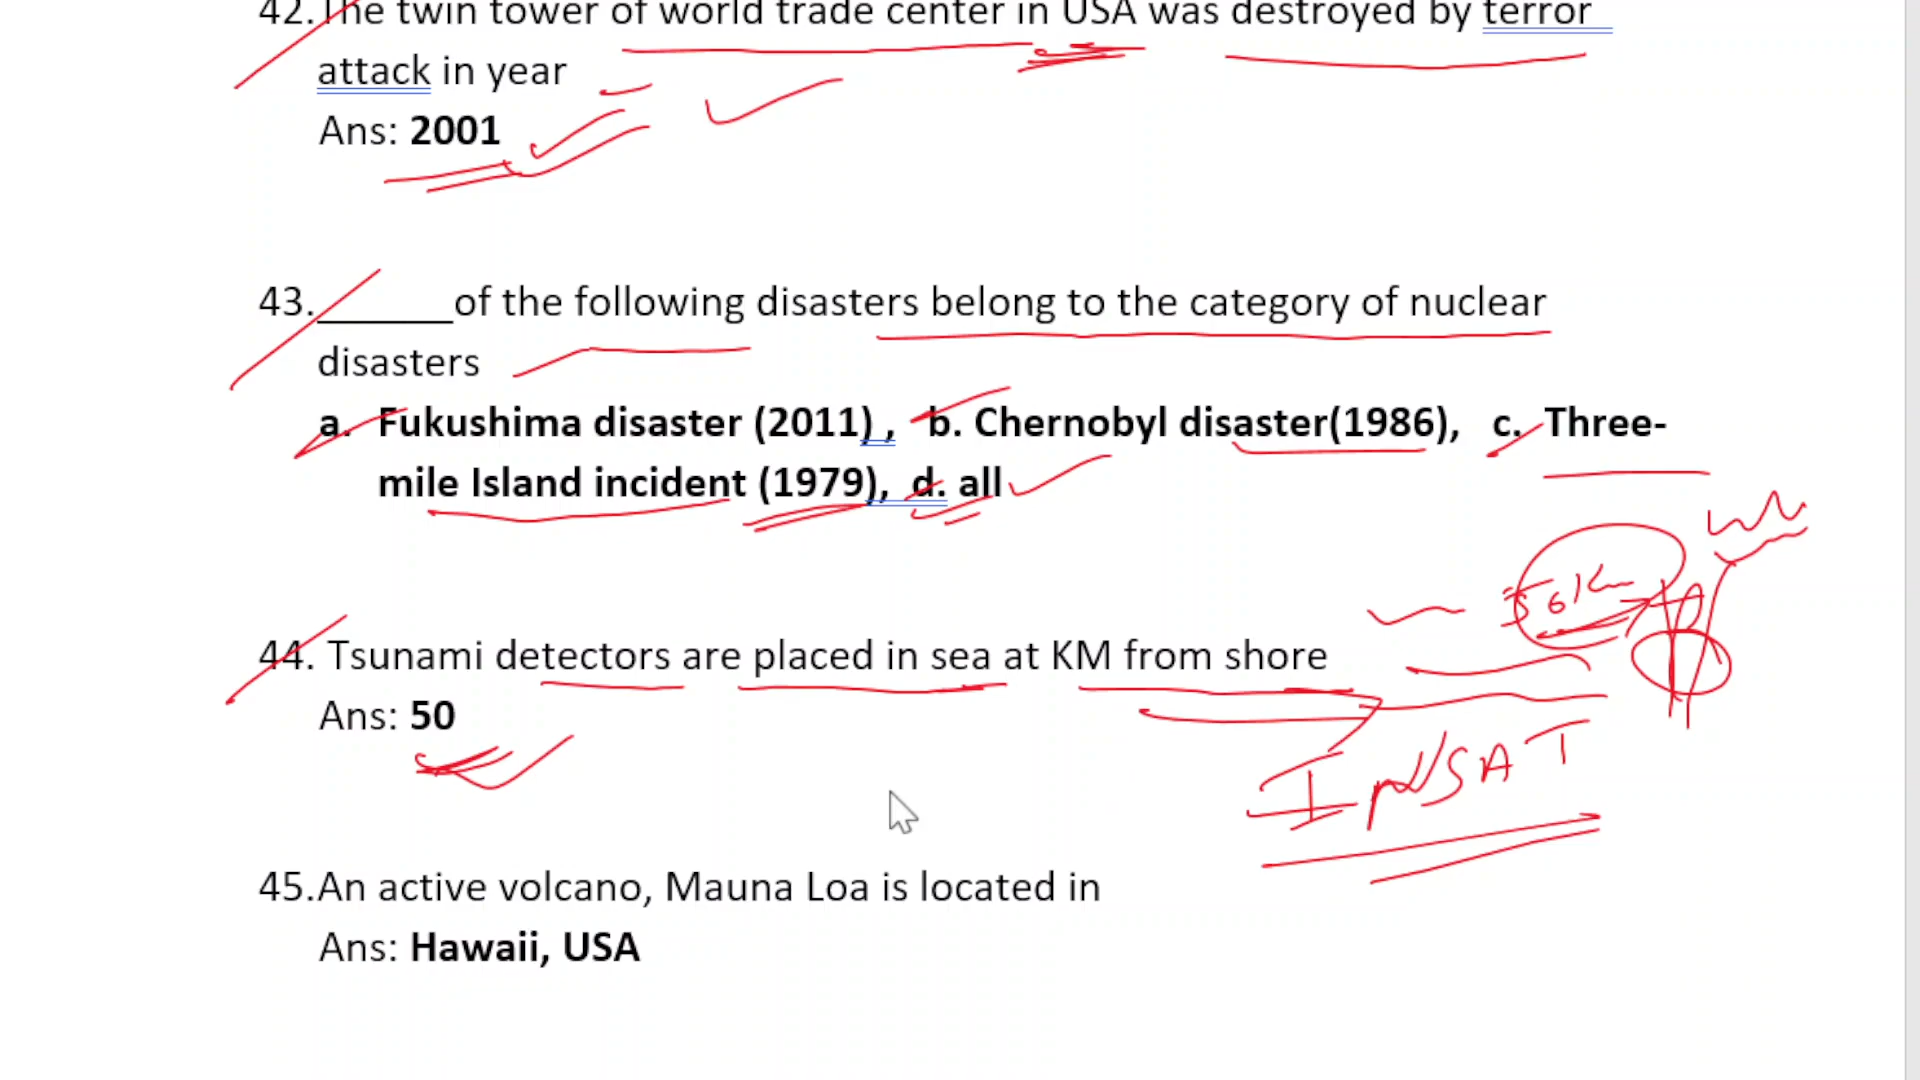 42.The twin tower of world trade center in USA was destroyed by terror
attack in year
Ans: 2001
43.______of the following disasters belong to the category of nuclear
disasters
a. Fukushima disaster (2011) , b. Chernobyl disaster(1986), c. Three-
mile Island incident (1979), d. all
50K
44. Tsunami detectors are placed in sea at KM from shore
Ans: 50
INSAT
45.An active volcano, Mauna Loa is located in
Ans: Hawaii, USA